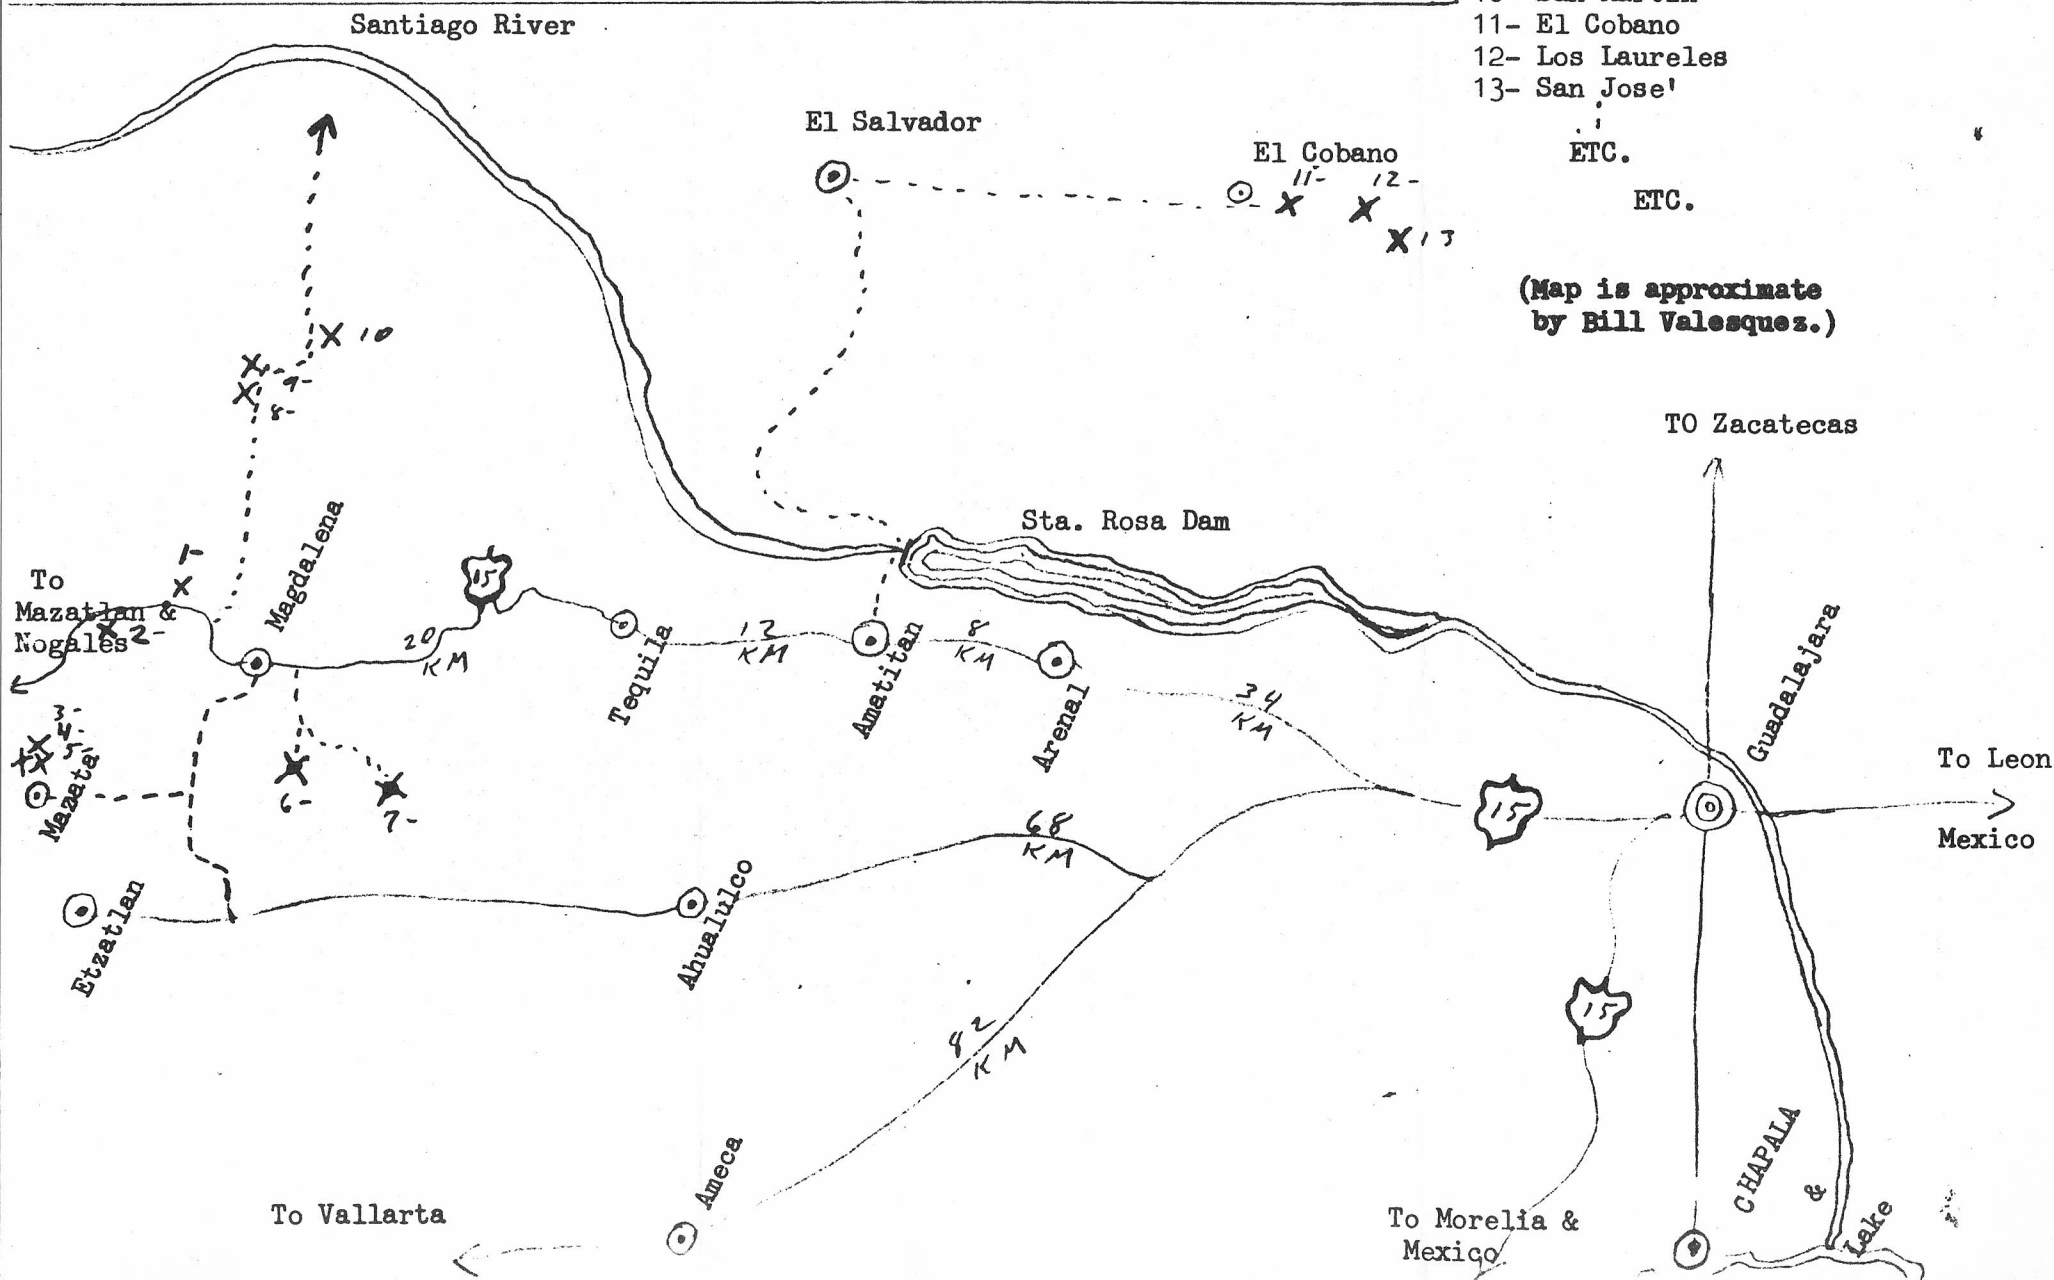 Santiago River
11- El Cobano
12- Los Laureles
13- San Jose'
ETC.
ETC.
El Salvador
El Cobano
11-
12-
13
(Map is approximate
by Bill Valesquez.)
10
9-
8-
TO Zacatecas
Magdalena
Sta. Rosa Dam
1-
To
Mazatlan &
Nogales
2-
15
20
KM
Tequila
12
KM
Amatitan
8
KM
Arenal
34
KM
Guadalajara
To Leon
Mexico
3-
4-
5-
Mazata'
6-
7-
15
68
KM
Etzatlan
Ahualulco
82
KM
15
Ameca
To Vallarta
To Morelia &
Mexico
CHAPALA
&
Lake